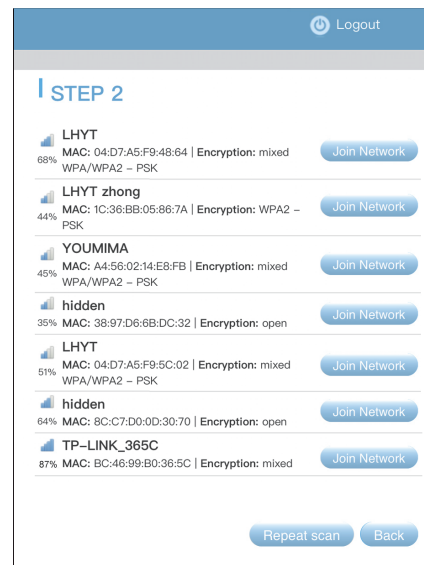 Logout
STEP 2
LHYT
68% MAC: 04:D7:A5:F9:48:64 | Encryption: mixed
WPA/WPA2 – PSK
Join Network
LHYT zhong
44% MAC: 1C:36:BB:05:86:7A | Encryption: WPA2 –
PSK
Join Network
YOUMIMA
45% MAC: A4:56:02:14:E8:FB | Encryption: mixed
WPA/WPA2 – PSK
Join Network
hidden
35% MAC: 38:97:D6:6B:DC:32 | Encryption: open
Join Network
LHYT
51% MAC: 04:D7:A5:F9:5C:02 | Encryption: mixed
WPA/WPA2 – PSK
Join Network
hidden
64% MAC: 8C:C7:D0:0D:30:70 | Encryption: open
Join Network
TP–LINK_365C
87% MAC: BC:46:99:B0:36:5C | Encryption: mixed
Join Network
Repeat scan Back